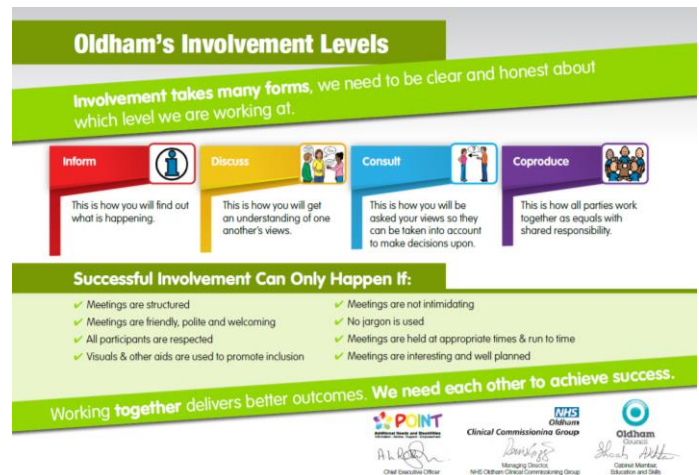 Oldham's Involvement Levels
Involvement takes many forms, we need to be clear and honest about
which level we are working at.
Inform
This is how you will find out
what is happening.
Discuss
This is how you will get
an understanding of one
another's views.
Consult
This is how you will be
asked your views so they
can be taken into account
to make decisions upon.
Coproduce
This is how all parties work
together as equals with
shared responsibility.
Successful Involvement Can Only Happen If:
✓ Meetings are structured
✓ Meetings are friendly, polite and welcoming
✓ All participants are respected
✓ Visuals & other aids are used to promote inclusion
✓ Meetings are not intimidating
✓ No jargon is used
✓ Meetings are held at appropriate times & run to time
✓ Meetings are interesting and well planned
Working together delivers better outcomes. We need each other to achieve success.
POINT
Additional Needs and Disabilities
Chief Executive Officer
NHS
Oldham
Clinical Commissioning Group
Managing Director,
NHS Oldham Clinical Commissioning Group
Oldham
Council
Cabinet Member,
Education and Skills